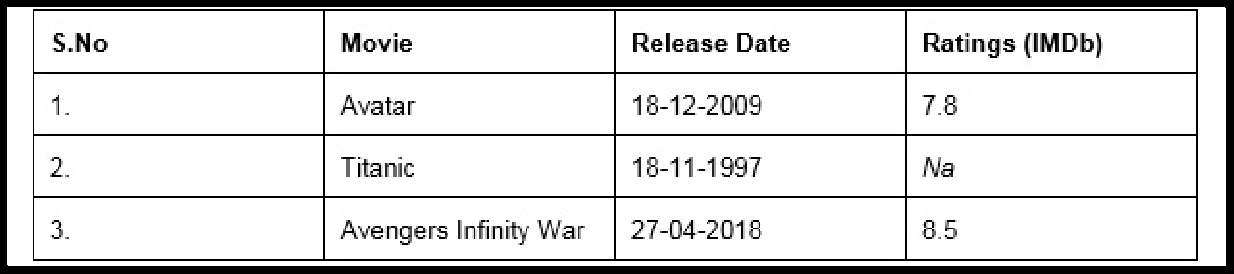 S.No Movie Release Date Ratings (IMDb)
1. Avatar 18-12-2009 7.8
2. Titanic 18-11-1997 Na
3. Avengers Infinity War 27-04-2018 8.5